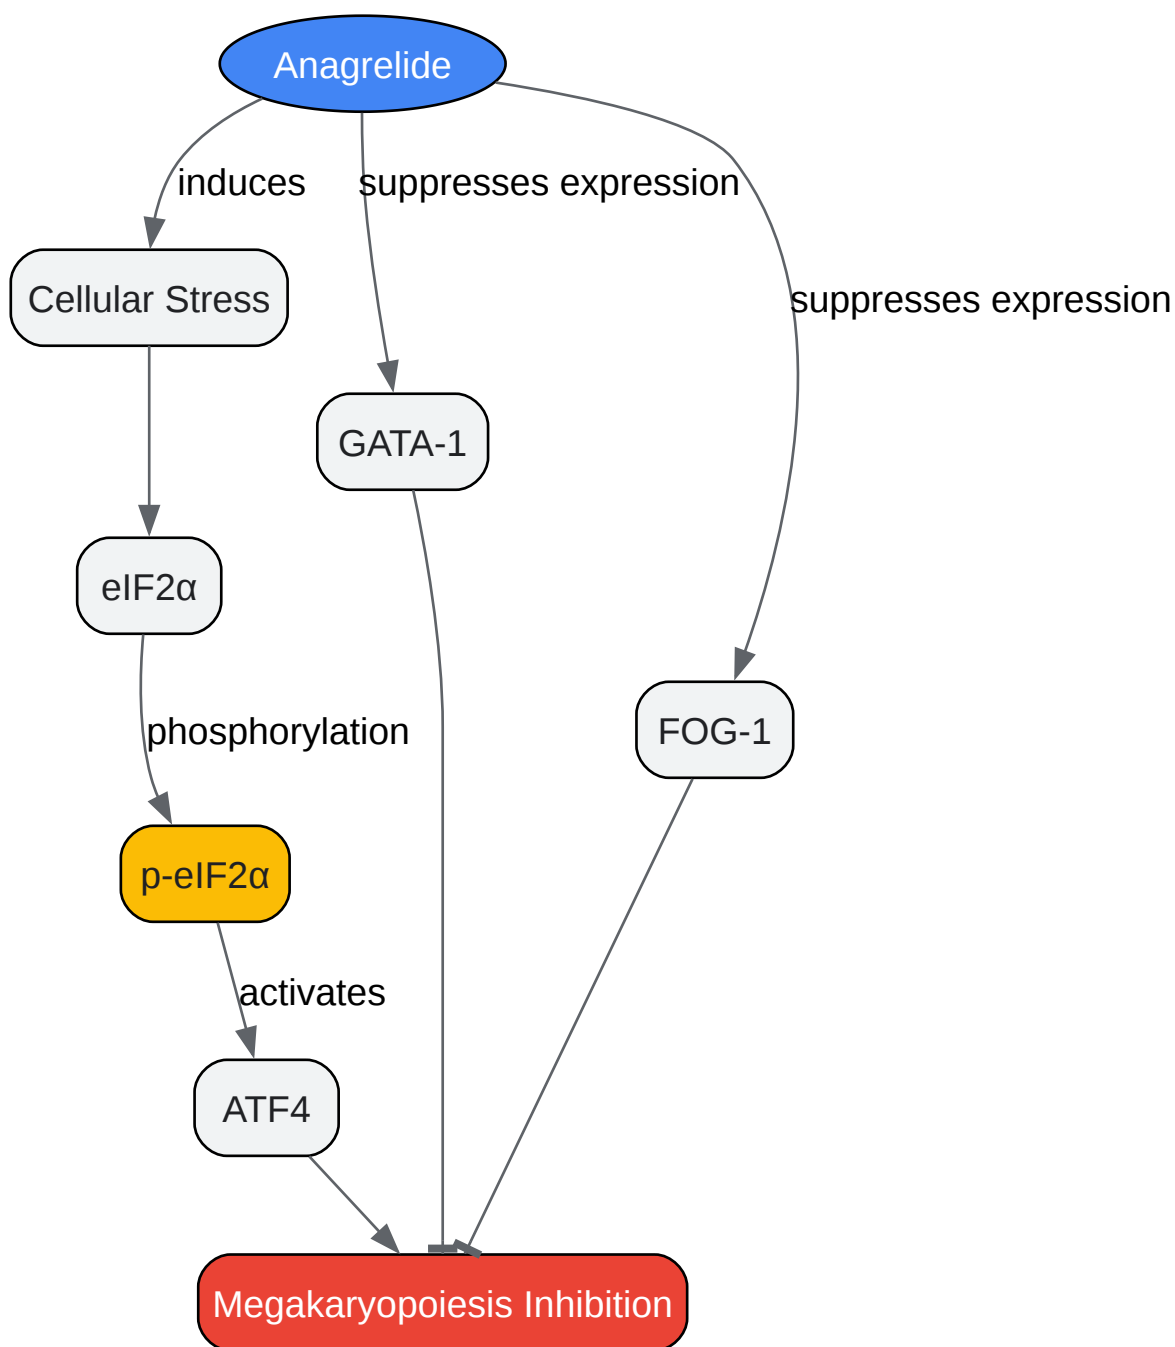 Anagrelide
induces
suppresses expression
Cellular Stress
suppresses expression
GATA-1
eIF2α
phosphorylation
FOG-1
p-eIF2α
activates
ATF4
Megakaryopoiesis Inhibition